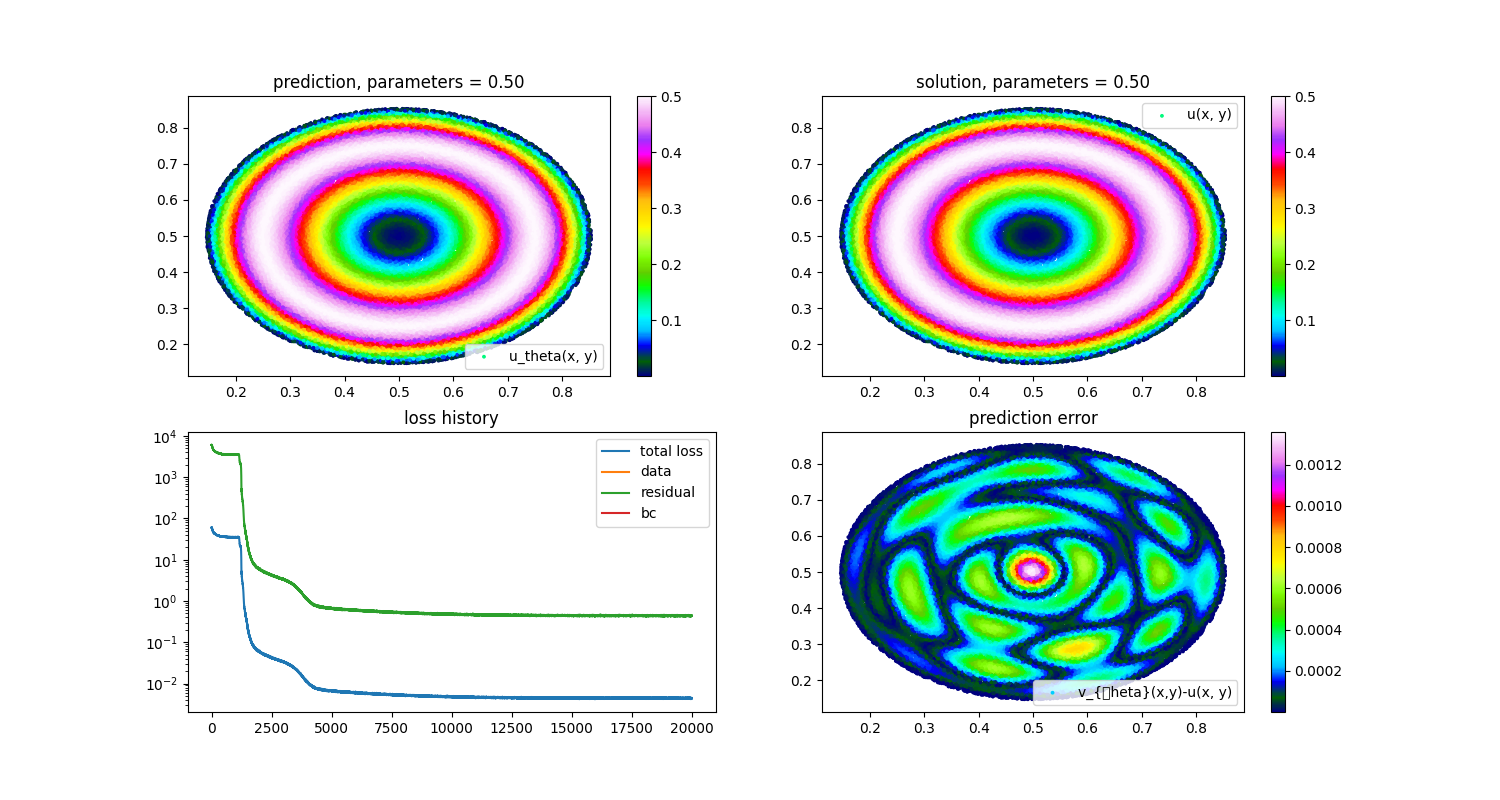 prediction, parameters = 0.50
0.8
0.7
0.6
0.5
0.4
0.3
0.2
u_theta(x, y)
0.2 0.3 0.4 0.5 0.6 0.7 0.8
0.5
0.4
0.3
0.2
0.1
solution, parameters = 0.50
0.8
0.7
0.6
0.5
0.4
0.3
0.2
u(x, y)
0.2 0.3 0.4 0.5 0.6 0.7 0.8
0.5
0.4
0.3
0.2
0.1
loss history
10^4
10^3
10^2
10^1
10^0
10^−1
10^−2
total loss
data
residual
bc
0 2500 5000 7500 10000 12500 15000 17500 20000
prediction error
0.8
0.7
0.6
0.5
0.4
0.3
0.2
v_{▯heta}(x,y)-u(x, y)
0.2 0.3 0.4 0.5 0.6 0.7 0.8
0.0012
0.0010
0.0008
0.0006
0.0004
0.0002